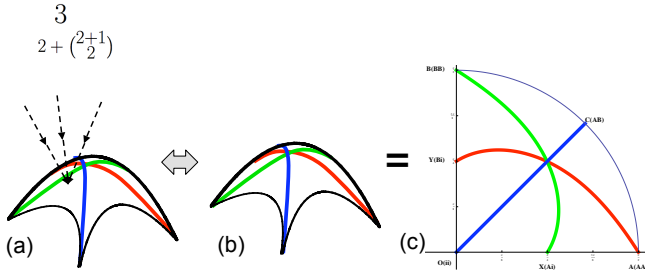 3
2 + (2+1 2)
B(BB)
C(AB)
Y(Bi)
=
(a)
(b)
(c)
O(ii)
X(Ai)
A(AA